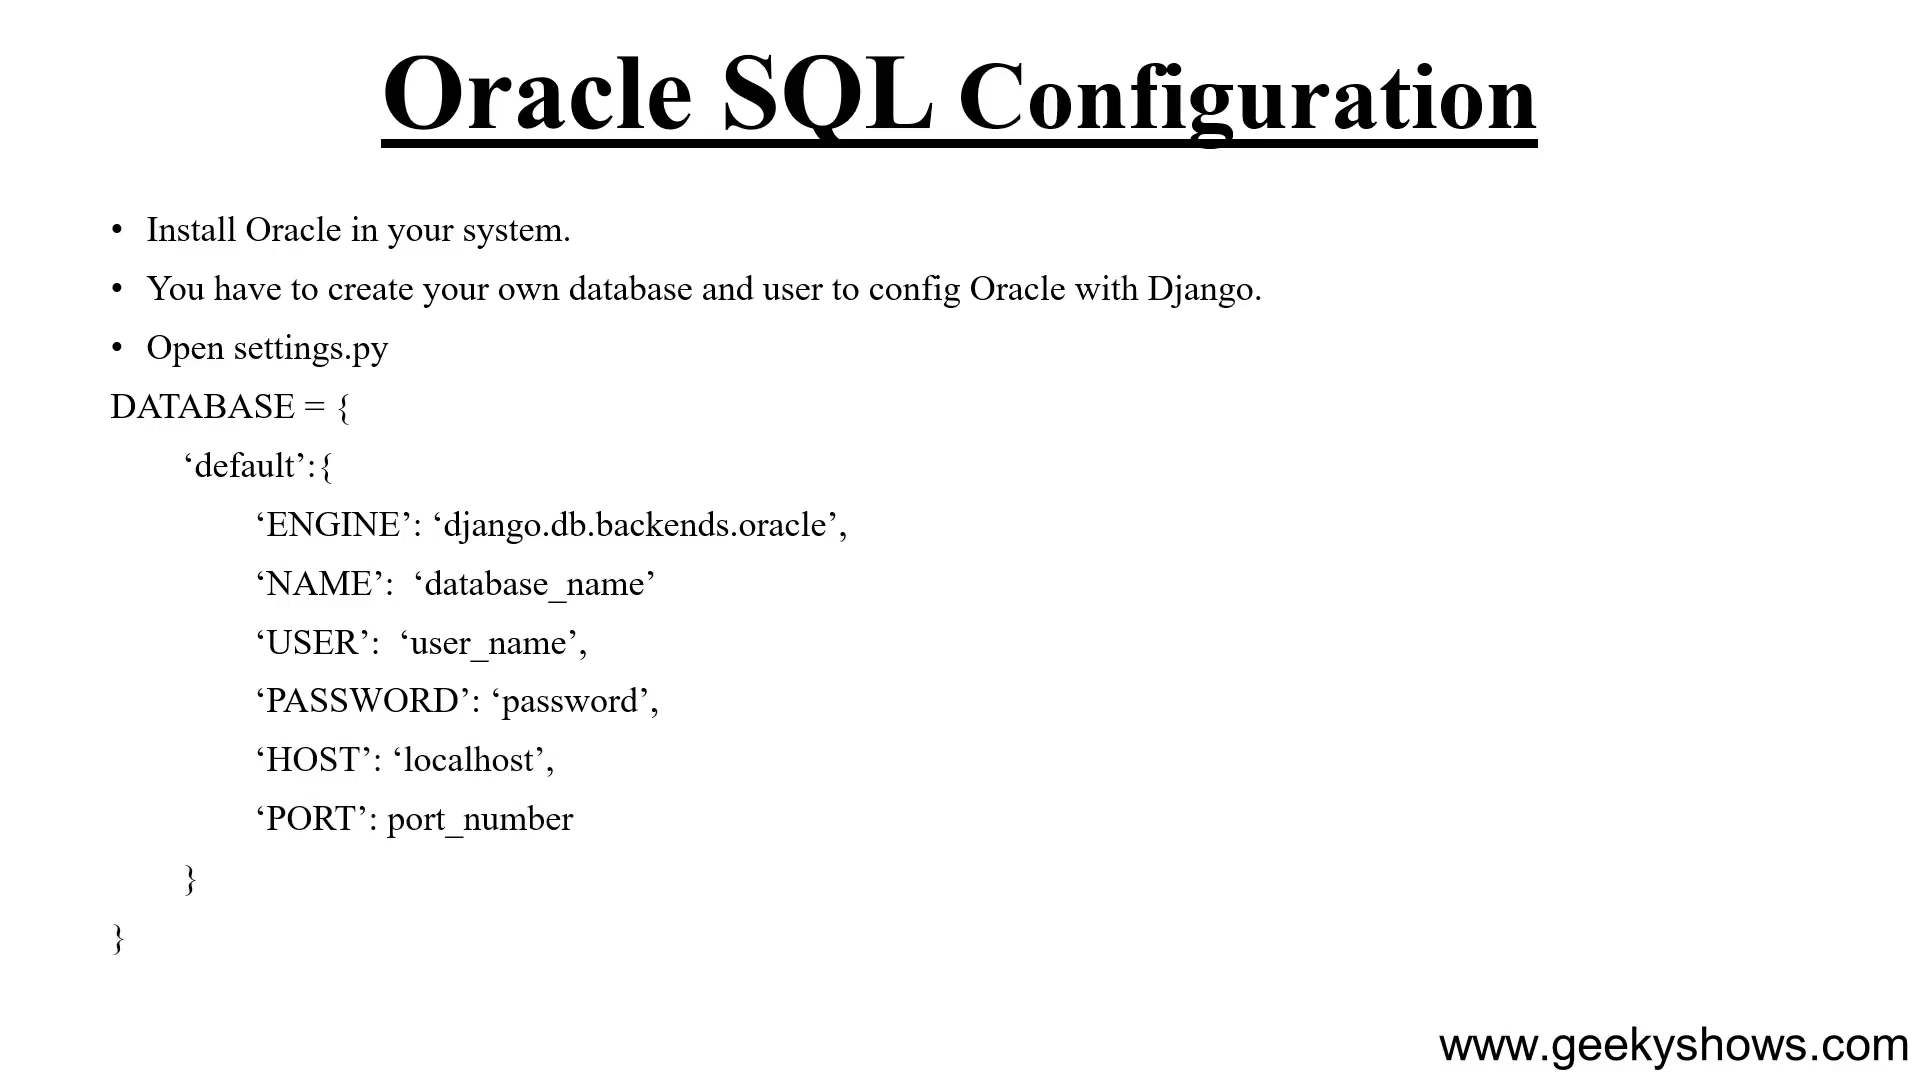 Oracle SQL Configuration
• Install Oracle in your system.
• You have to create your own database and user to config Oracle with Django.
• Open settings.py
DATABASE = {
‘default’:{
‘ENGINE’: ‘django.db.backends.oracle’,
‘NAME’:  ‘database_name’
‘USER’:  ‘user_name’,
‘PASSWORD’: ‘password’,
‘HOST’: ‘localhost’,
‘PORT’: port_number
}
}
www.geekyshows.com